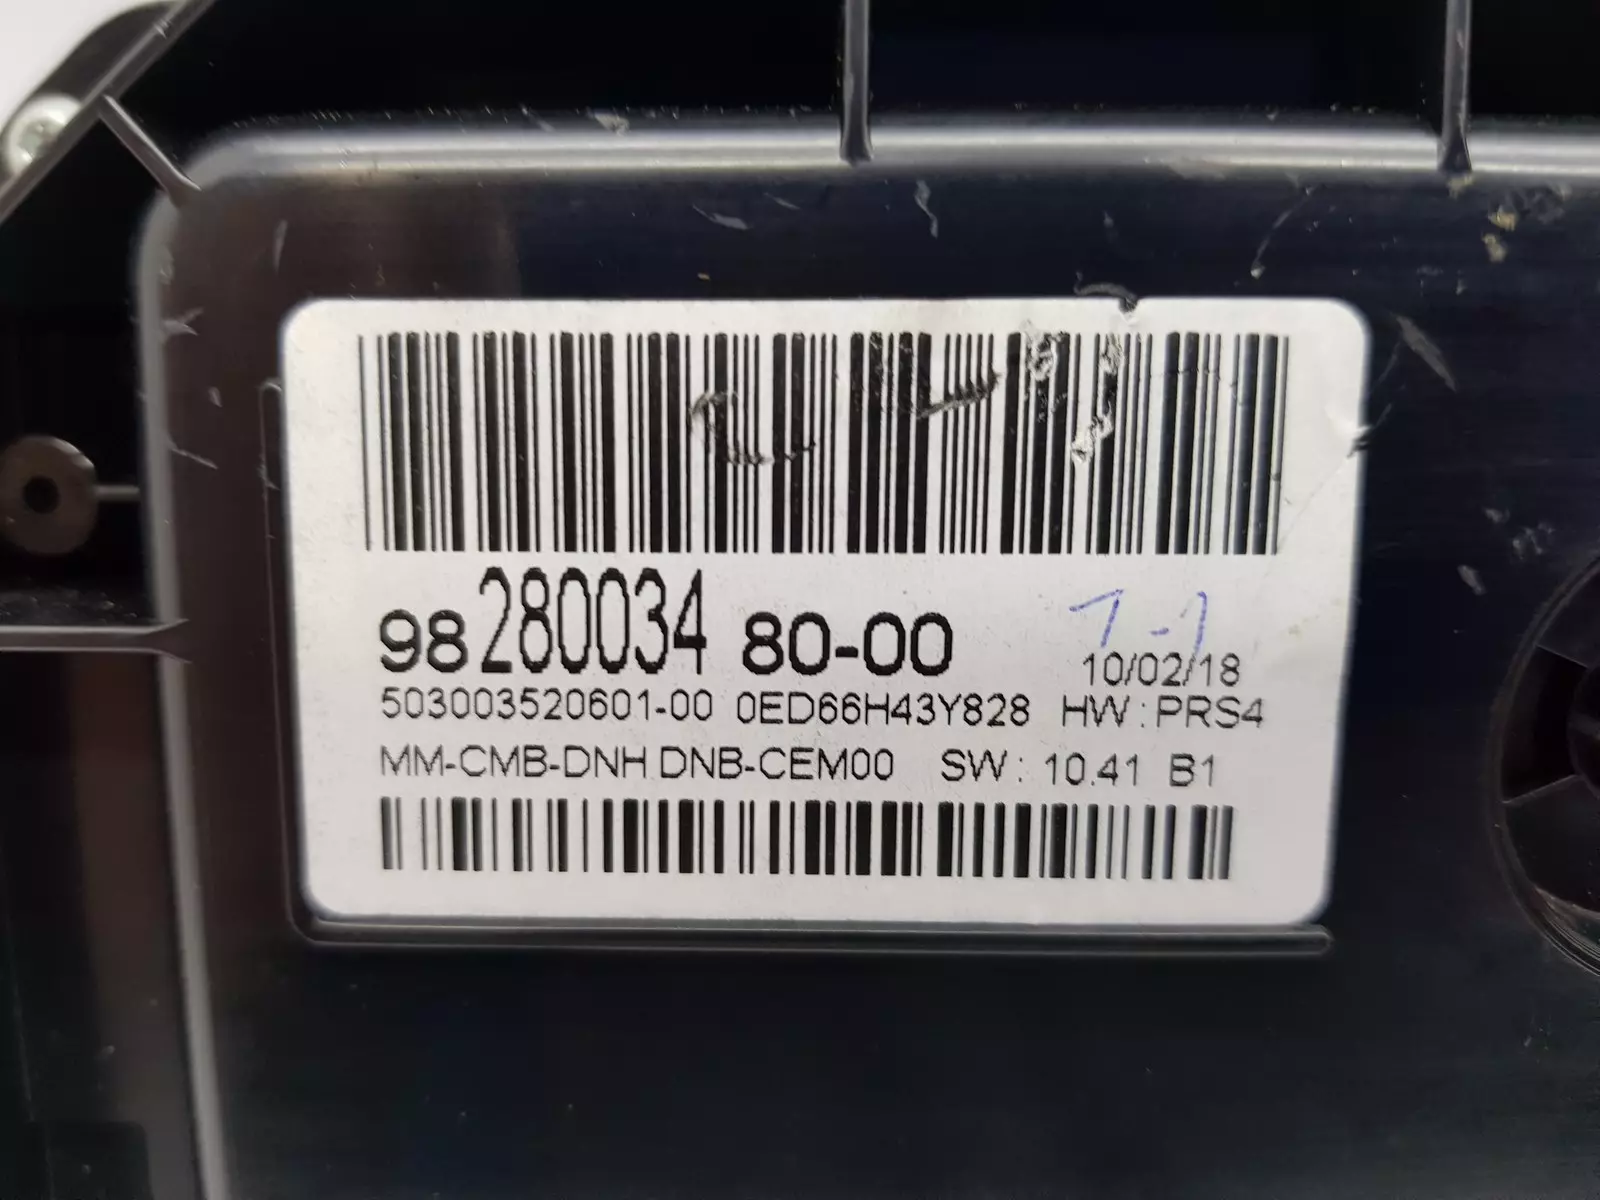 98 280034 80-00
1-1
10/02/18
503003520601-00 0ED66H43Y828 HW:PRS4
MM-CMB-DNH DNB-CEM00 SW: 10.41 B1